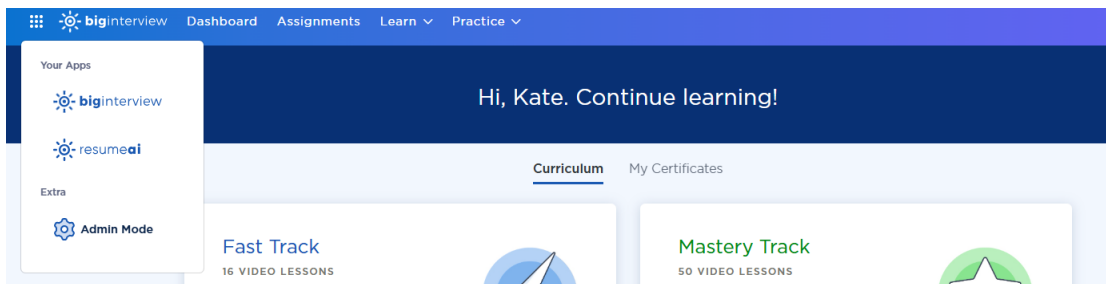 biginterview Dashboard Assignments Learn Practice
Your Apps
biginterview
resumeai
Extra
Admin Mode
Hi, Kate. Continue learning!
Curriculum My Certificates
Fast Track
16 VIDEO LESSONS
Mastery Track
50 VIDEO LESSONS